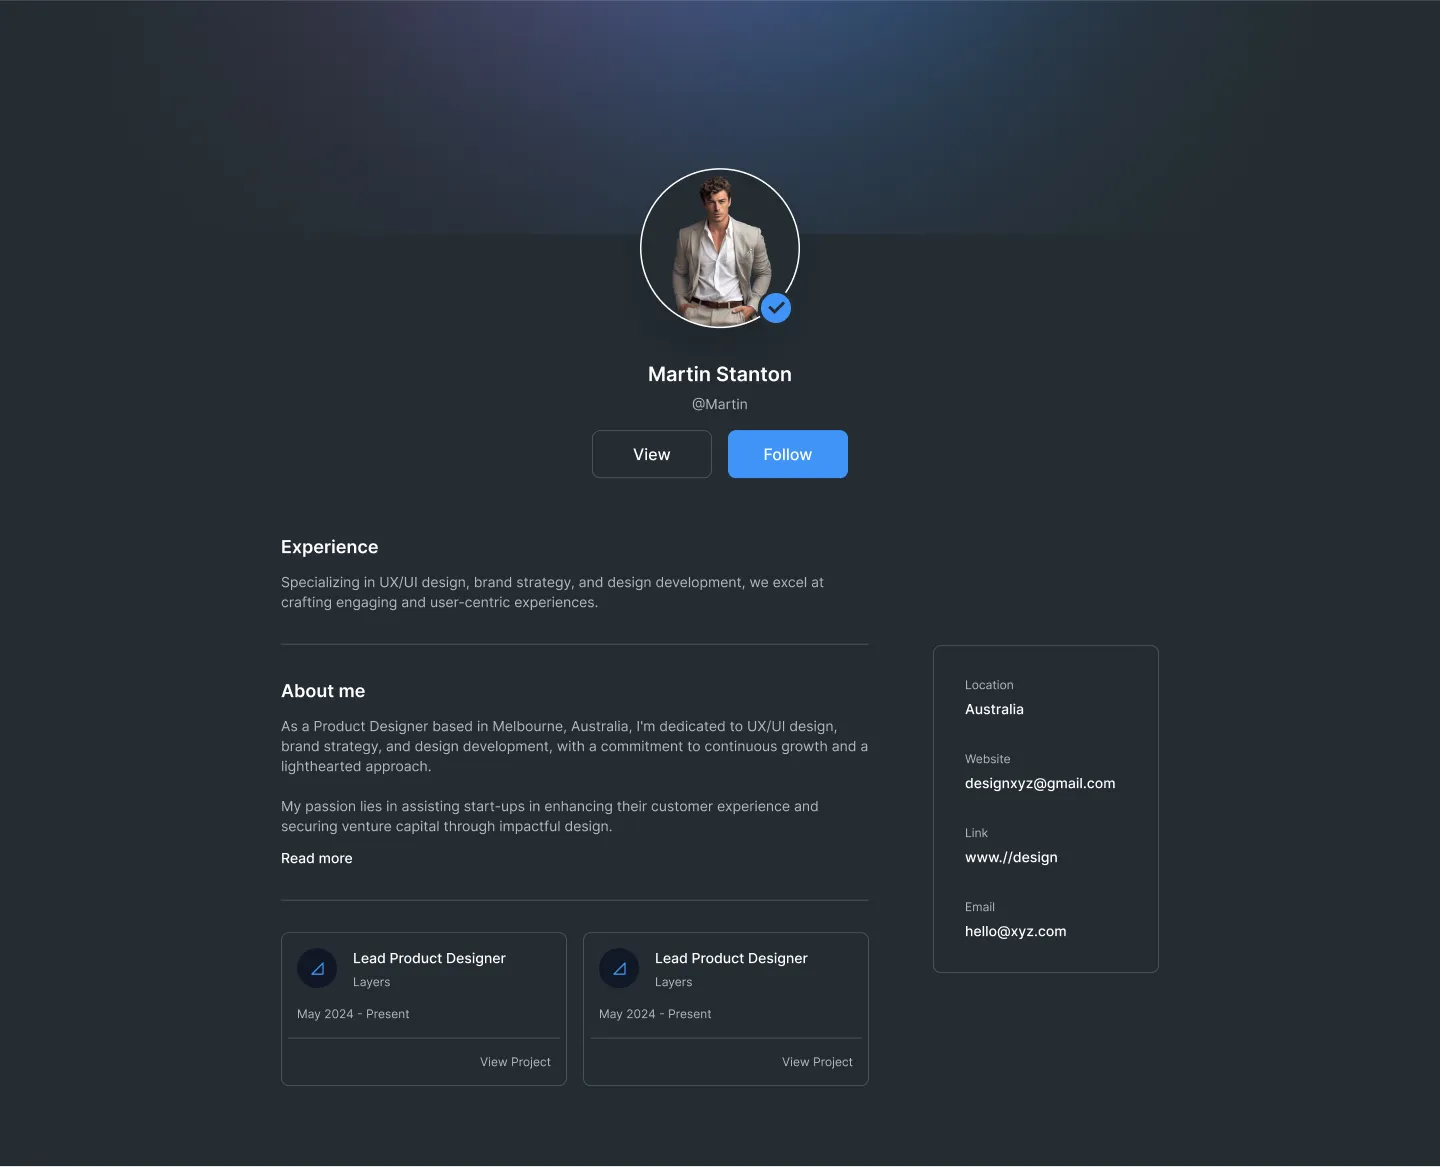 Martin Stanton
@Martin
View
Follow
Experience
Specializing in UX/UI design, brand strategy, and design development, we excel at
crafting engaging and user-centric experiences.
About me
As a Product Designer based in Melbourne, Australia, I'm dedicated to UX/UI design,
brand strategy, and design development, with a commitment to continuous growth and a
lighthearted approach.
My passion lies in assisting start-ups in enhancing their customer experience and
securing venture capital through impactful design.
Read more
Lead Product Designer
Layers
May 2024 - Present
View Project
Lead Product Designer
Layers
May 2024 - Present
View Project
Location
Australia
Website
designxyz@gmail.com
Link
www.//design
Email
hello@xyz.com